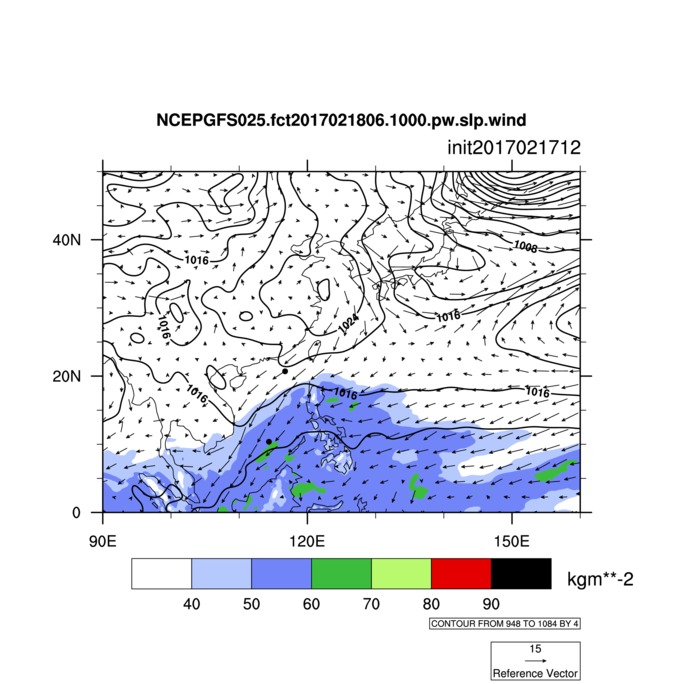 NCEPGFS025.fct2017021806.1000.pw.slp.wind
init2017021712
40N
20N
0
1008
1016
1016
1016
1024
1016
1016
1016
90E 120E 150E
40 50 60 70 80 90
kgm**-2
CONTOUR FROM 948 TO 1084 BY 4
15
Reference Vector